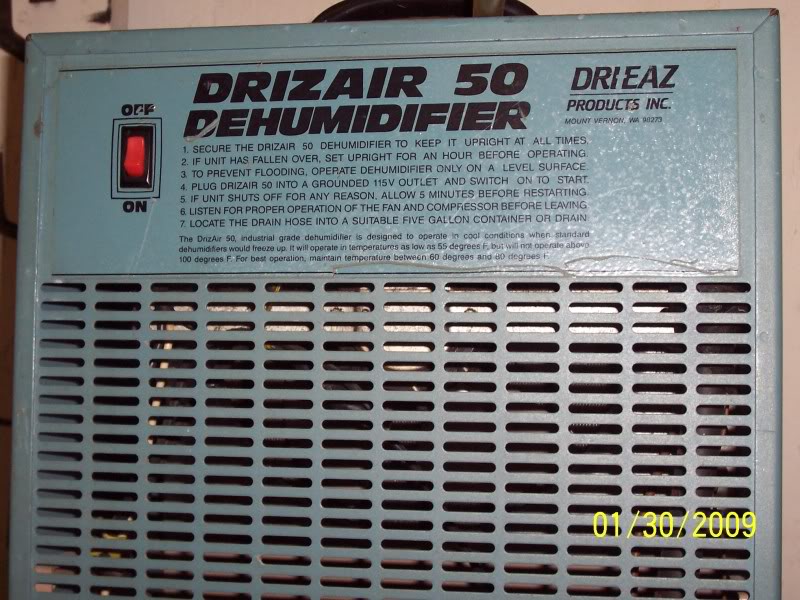 OFF
ON
DRIZAIR 50
DEHUMIDIFIER
DRIEAZ
PRODUCTS INC.
MOUNT VERNON, WA 98273
1. SECURE THE DRIZAIR 50 DEHUMIDIFIER TO KEEP IT UPRIGHT AT ALL TIMES.
2. IF UNIT HAS FALLEN OVER, SET UPRIGHT FOR AN HOUR BEFORE OPERATING.
3. TO PREVENT FLOODING, OPERATE DEHUMIDIFIER ONLY ON A LEVEL SURFACE.
4. PLUG DRIZAIR 50 INTO A GROUNDED 115V OUTLET AND SWITCH ON TO START.
5. IF UNIT SHUTS OFF FOR ANY REASON, ALLOW 5 MINUTES BEFORE RESTARTING.
6. LISTEN FOR PROPER OPERATION OF THE FAN AND COMPRESSOR BEFORE LEAVING.
7. LOCATE THE DRAIN HOSE INTO A SUITABLE FIVE GALLON CONTAINER OR DRAIN.
The DrizAir 50, industrial grade dehumidifier is designed to operate in cool conditions when standard
dehumidifiers would freeze up. It will operate in temperatures as low as 55 degrees F, but will not operate above
100 degrees F. For best operation, maintain temperature between 60 degrees and 80 degrees F.
01/30/2009